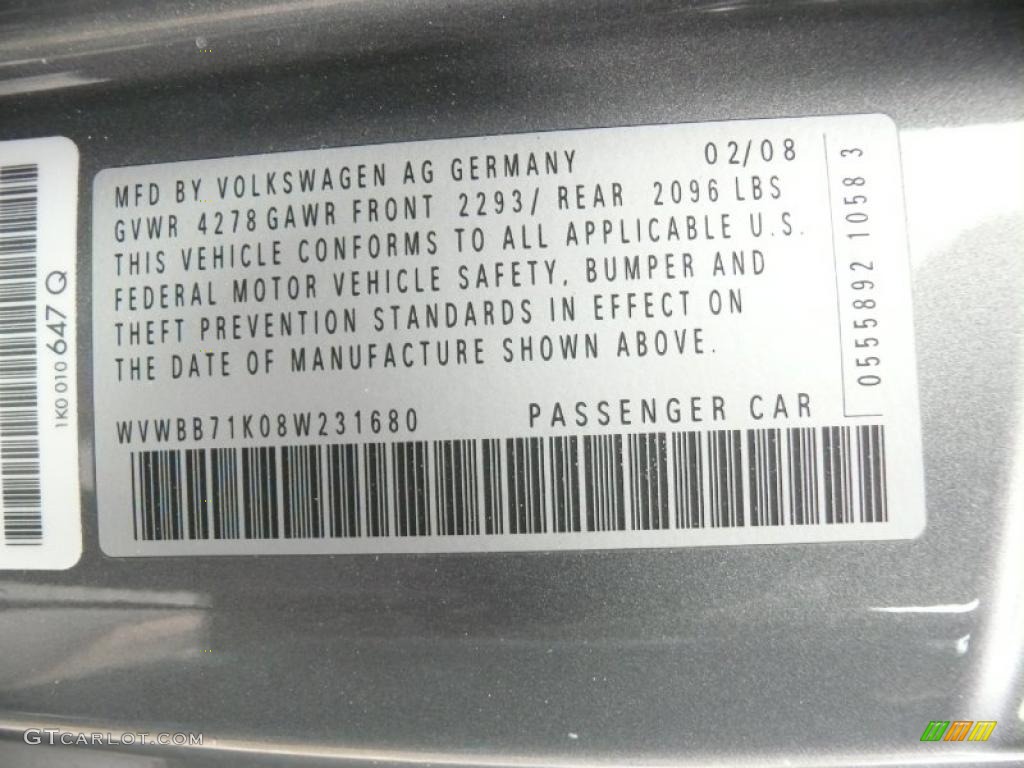 MFD BY VOLKSWAGEN AG GERMANY 02/08
GVWR 4278 GAWR FRONT 2293/ REAR 2096 LBS
THIS VEHICLE CONFORMS TO ALL APPLICABLE U.S.
FEDERAL MOTOR VEHICLE SAFETY, BUMPER AND
THEFT PREVENTION STANDARDS IN EFFECT ON
THE DATE OF MANUFACTURE SHOWN ABOVE.
WVWBB71K08W231680 PASSENGER CAR
0555892 1058 3
1K0 010 647 Q
GTCARLOT.COM